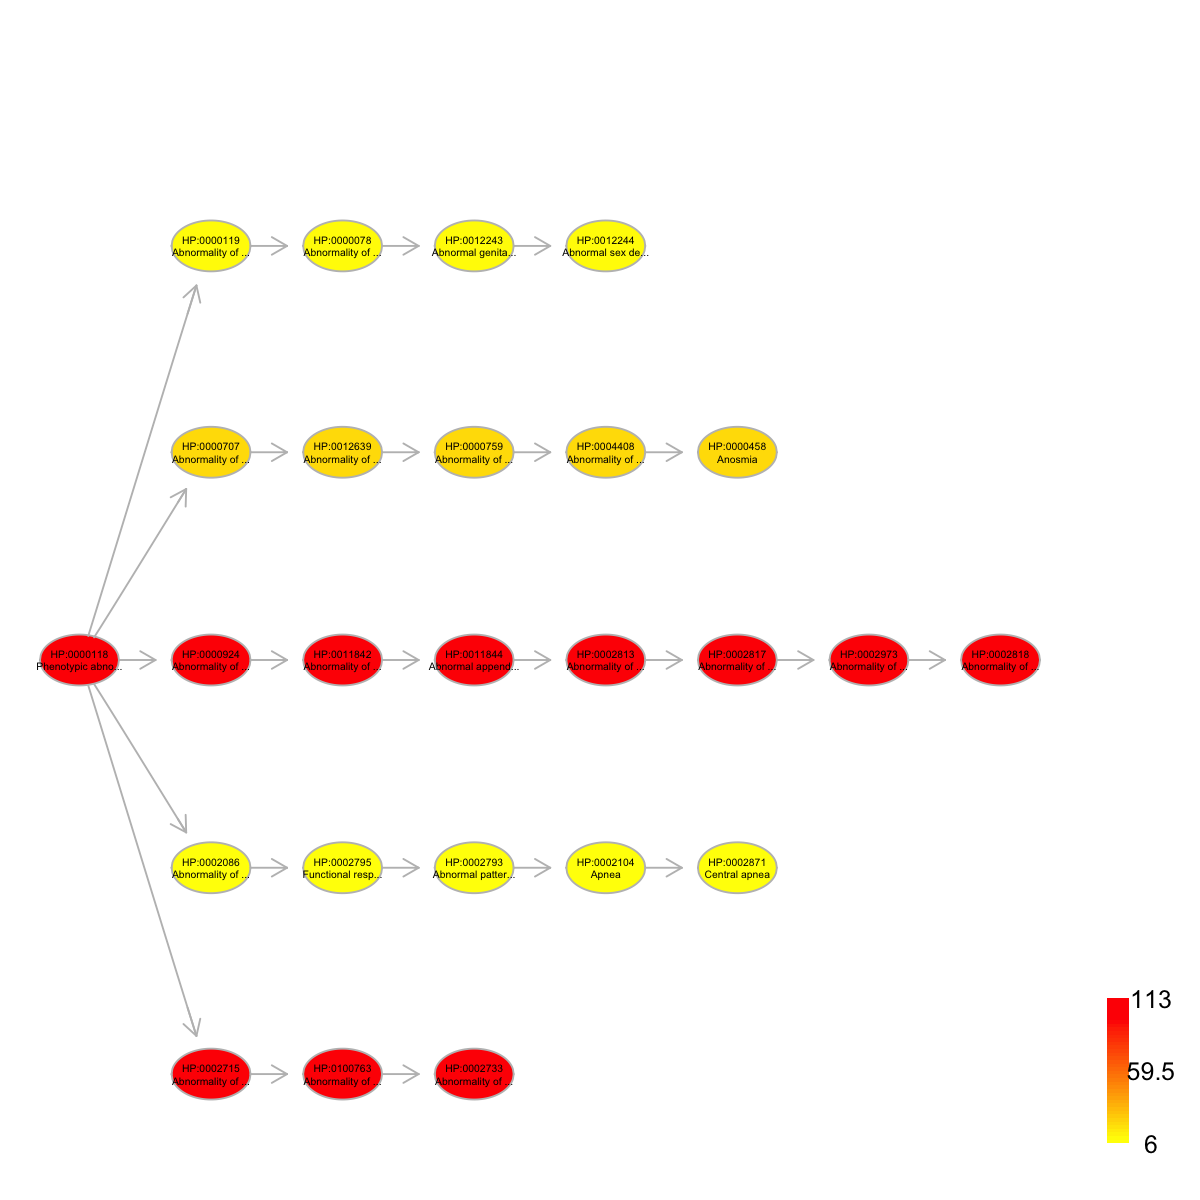 HP:0000119
Abnormality of ...
HP:0000078
Abnormality of ...
HP:0012243
Abnormal genita...
HP:0012244
Abnormal sex de...
HP:0000707
Abnormality of ...
HP:0012639
Abnormality of ...
HP:0000759
Abnormality of ...
HP:0004408
Abnormality of ...
HP:0000458
Anosmia
HP:0000118
Phenotypic abno...
HP:0000924
Abnormality of ...
HP:0011842
Abnormality of ...
HP:0011844
Abnormal append...
HP:0002813
Abnormality of ...
HP:0002817
Abnormality of ...
HP:0002973
Abnormality of ...
HP:0002818
Abnormality of ...
HP:0002086
Abnormality of ...
HP:0002795
Functional resp...
HP:0002793
Abnormal patter...
HP:0002104
Apnea
HP:0002871
Central apnea
HP:0002715
Abnormality of ...
HP:0100763
Abnormality of ...
HP:0002733
Abnormality of ...
113
59.5
6